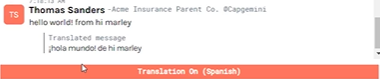 TS
Thomas Sanders -Acme Insurance Parent Co. @Capgemini
hello world! from hi marley
Translated message
¡hola mundo! de hi marley
Translation On (Spanish)